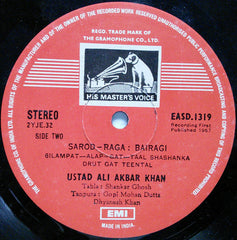 REGD. TRADE MARK OF
THE GRAMOPHONE CO. LTD.
HIS MASTER'S VOICE
STEREO
2YJE.32
SIDE TWO
EASD.1319
Recording First
Published 1967
SAROD-RAGA: BAIRAGI
BILAMPAT-ALAP-GAT-TAAL SHASHANKA
DRUT GAT TEENTAL
USTAD ALI AKBAR KHAN
Tabla: Shankar Ghosh
Tanpura: Gopi Mohan Dutta
Dhyanesh Khan
EMI
MADE IN INDIA